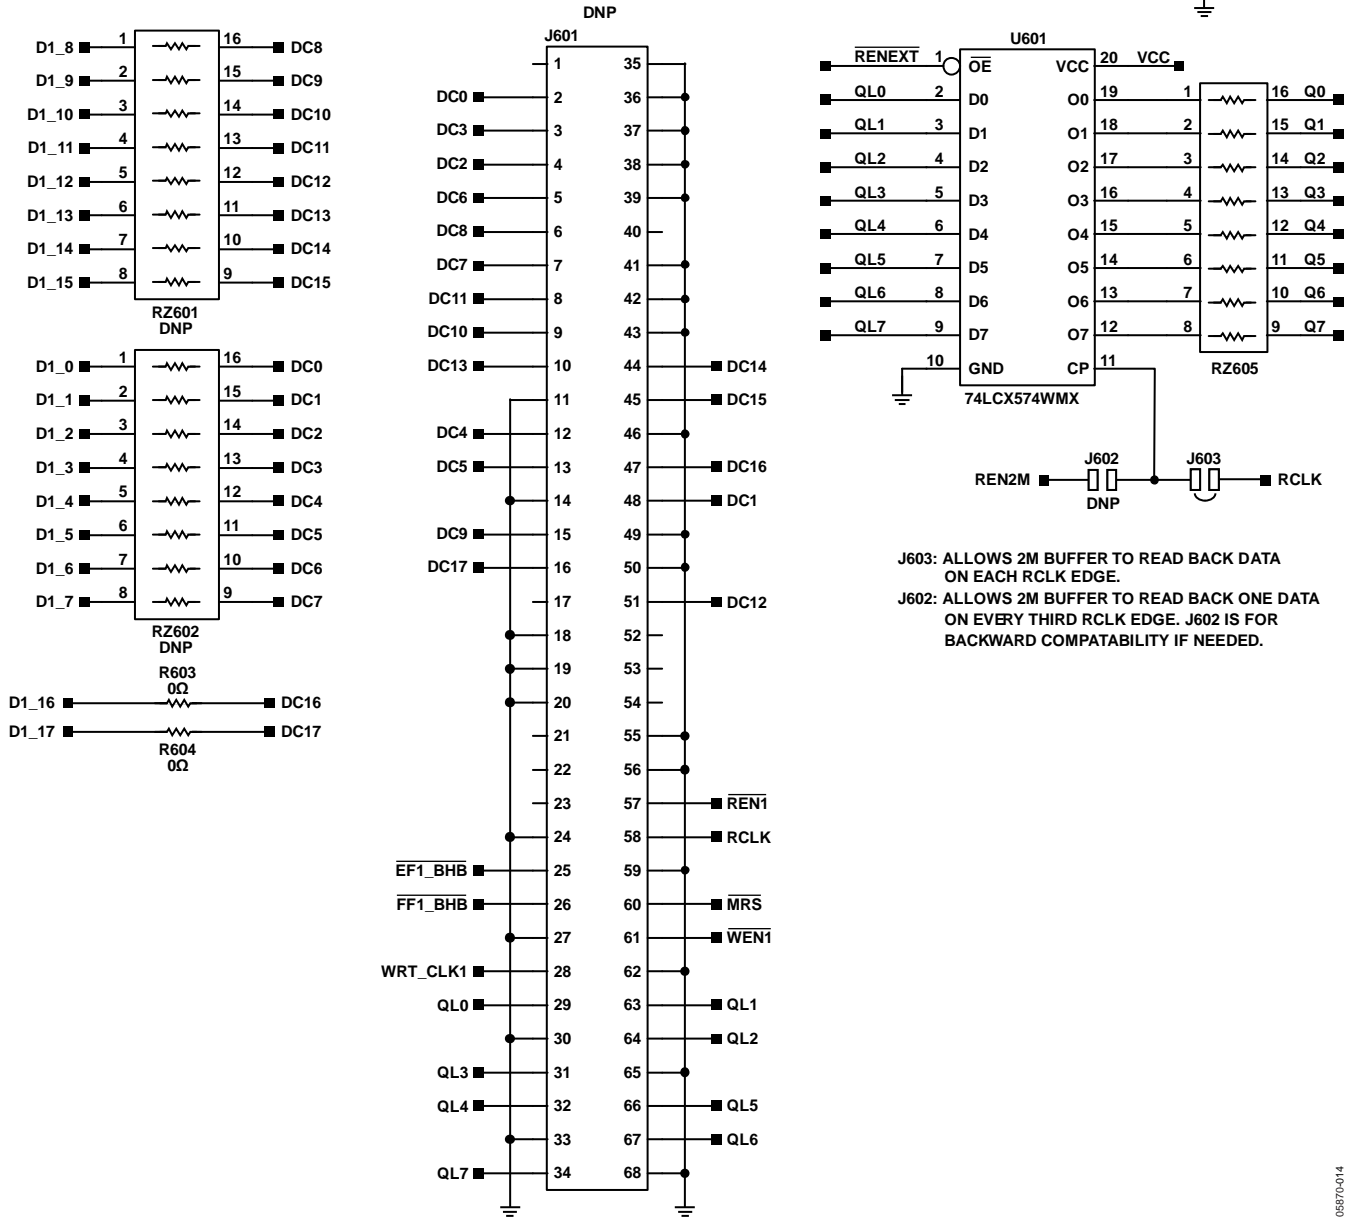 D1_8 1 16 DC8
D1_9 2 15 DC9
D1_10 3 14 DC10
D1_11 4 13 DC11
D1_12 5 12 DC12
D1_13 6 11 DC13
D1_14 7 10 DC14
D1_15 8 9 DC15
RZ601
DNP
D1_0 1 16 DC0
D1_1 2 15 DC1
D1_2 3 14 DC2
D1_3 4 13 DC3
D1_4 5 12 DC4
D1_5 6 11 DC5
D1_6 7 10 DC6
D1_7 8 9 DC7
RZ602
DNP
R603
0Ω
D1_16 DC16
D1_17 DC17
R604
0Ω
DNP
J601
1 35
DC0 2 36
DC3 3 37
DC2 4 38
DC6 5 39
DC8 6 40
DC7 7 41
DC11 8 42
DC10 9 43
DC13 10 44 DC14
11 45 DC15
DC4 12 46
DC5 13 47 DC16
14 48 DC1
DC9 15 49
DC17 16 50
17 51 DC12
18 52
19 53
20 54
21 55
22 56
23 57 REN1
24 58 RCLK
EF1_BHB 25 59
FF1_BHB 26 60 MRS
27 61 WEN1
WRT_CLK1 28 62
QL0 29 63 QL1
30 64 QL2
QL3 31 65
QL4 32 66 QL5
33 67 QL6
QL7 34 68
U601
RENEXT 1 OE VCC 20 VCC
QL0 2 D0 O0 19 1 16 Q0
QL1 3 D1 O1 18 2 15 Q1
QL2 4 D2 O2 17 3 14 Q2
QL3 5 D3 O3 16 4 13 Q3
QL4 6 D4 O4 15 5 12 Q4
QL5 7 D5 O5 14 6 11 Q5
QL6 8 D6 O6 13 7 10 Q6
QL7 9 D7 O7 12 8 9 Q7
10 GND CP 11
RZ605
74LCX574WMX
J602 J603
REN2M RCLK
DNP
J603: ALLOWS 2M BUFFER TO READ BACK DATA
ON EACH RCLK EDGE.
J602: ALLOWS 2M BUFFER TO READ BACK ONE DATA
ON EVERY THIRD RCLK EDGE. J602 IS FOR
BACKWARD COMPATABILITY IF NEEDED.
05870-014